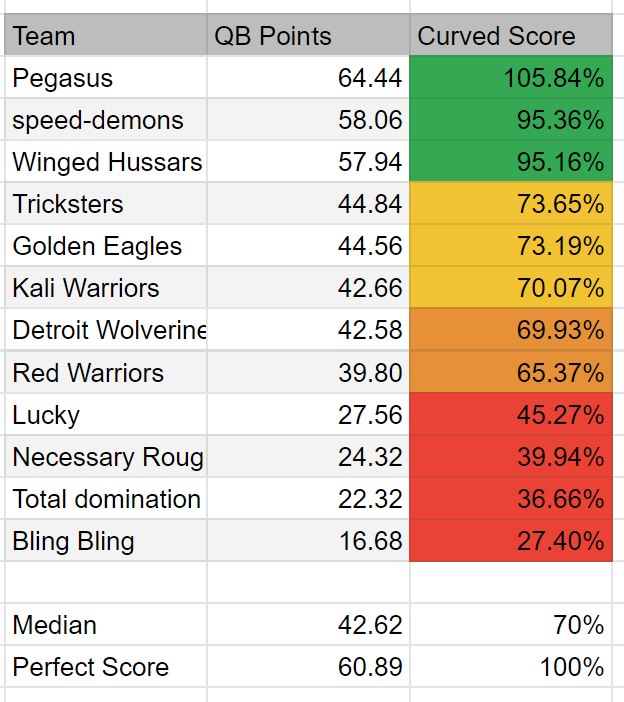 Team QB Points Curved Score
Pegasus 64.44 105.84%
speed-demons 58.06 95.36%
Winged Hussars 57.94 95.16%
Tricksters 44.84 73.65%
Golden Eagles 44.56 73.19%
Kali Warriors 42.66 70.07%
Detroit Wolverine 42.58 69.93%
Red Warriors 39.80 65.37%
Lucky 27.56 45.27%
Necessary Roug 24.32 39.94%
Total domination 22.32 36.66%
Bling Bling 16.68 27.40%
Median 42.62 70%
Perfect Score 60.89 100%